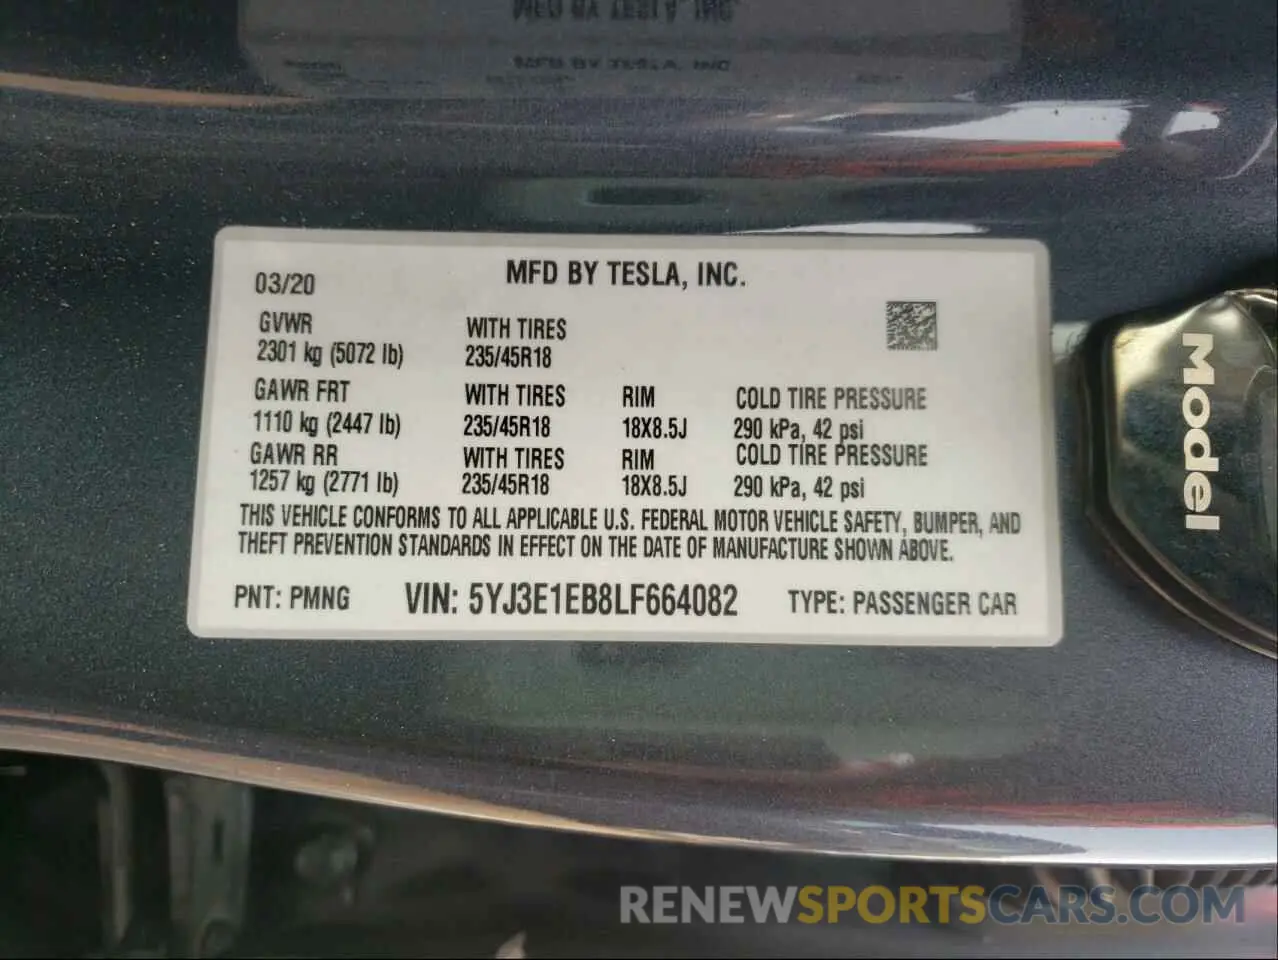 MFD BY TESLA, INC.
03/20
GVWR WITH TIRES
2301 kg (5072 lb) 235/45R18
GAWR FRT WITH TIRES RIM COLD TIRE PRESSURE
1110 kg (2447 lb) 235/45R18 18X8.5J 290 kPa, 42 psi
GAWR RR WITH TIRES RIM COLD TIRE PRESSURE
1257 kg (2771 lb) 235/45R18 18X8.5J 290 kPa, 42 psi
THIS VEHICLE CONFORMS TO ALL APPLICABLE U.S. FEDERAL MOTOR VEHICLE SAFETY, BUMPER, AND
THEFT PREVENTION STANDARDS IN EFFECT ON THE DATE OF MANUFACTURE SHOWN ABOVE.
PNT: PMNG VIN: 5YJ3E1EB8LF664082 TYPE: PASSENGER CAR
Model
RENEWSPORTSCARS.COM